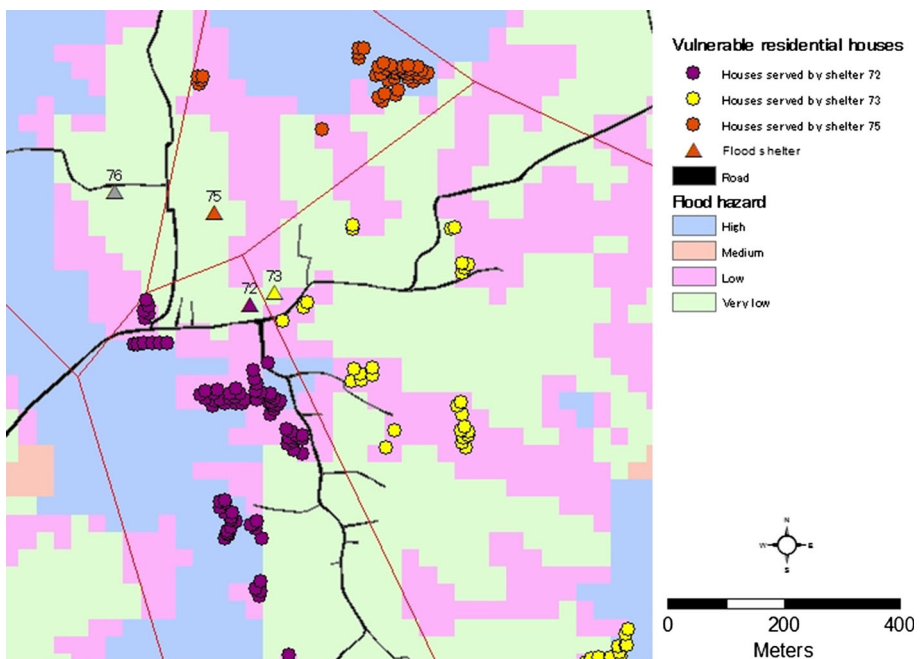 76
75
73
72
Vulnerable residential houses
Houses served by shelter 72
Houses served by shelter 73
Houses served by shelter 75
Flood shelter
Road
Flood hazard
High
Medium
Low
Very low
N
W E
S
0 200 400
Meters